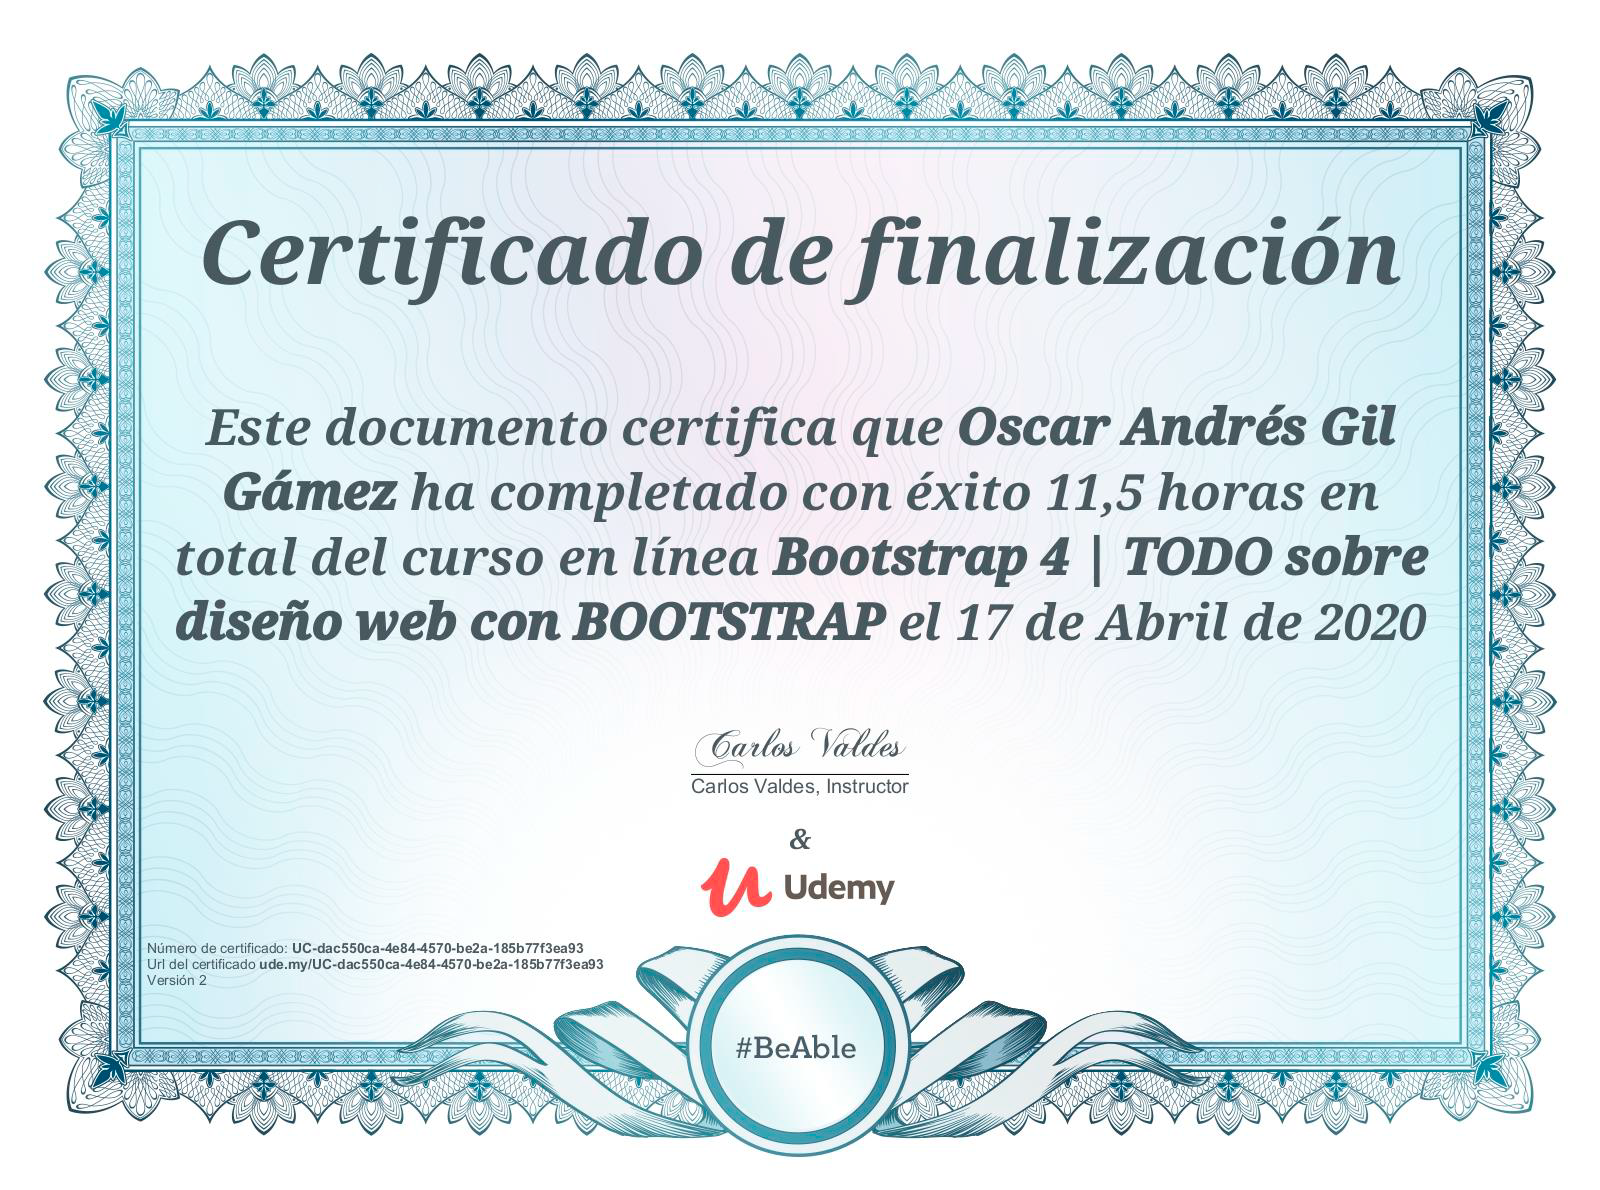 Certificado de finalización
Este documento certifica que Oscar Andrés Gil
Gámez ha completado con éxito 11,5 horas en
total del curso en línea Bootstrap 4 | TODO sobre
diseño web con BOOTSTRAP el 17 de Abril de 2020
Carlos Valdes
Carlos Valdes, Instructor
&
Udemy
Número de certificado: UC-dac550ca-4e84-4570-be2a-185b77f3ea93
Url del certificado ude.my/UC-dac550ca-4e84-4570-be2a-185b77f3ea93
Versión 2
#BeAble